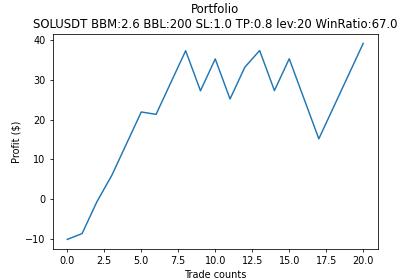 Portfolio
SOLUSDT BBM:2.6 BBL:200 SL:1.0 TP:0.8 lev:20 WinRatio:67.0
Profit ($)
40
30
20
10
0
−10
0.0 2.5 5.0 7.5 10.0 12.5 15.0 17.5 20.0
Trade counts